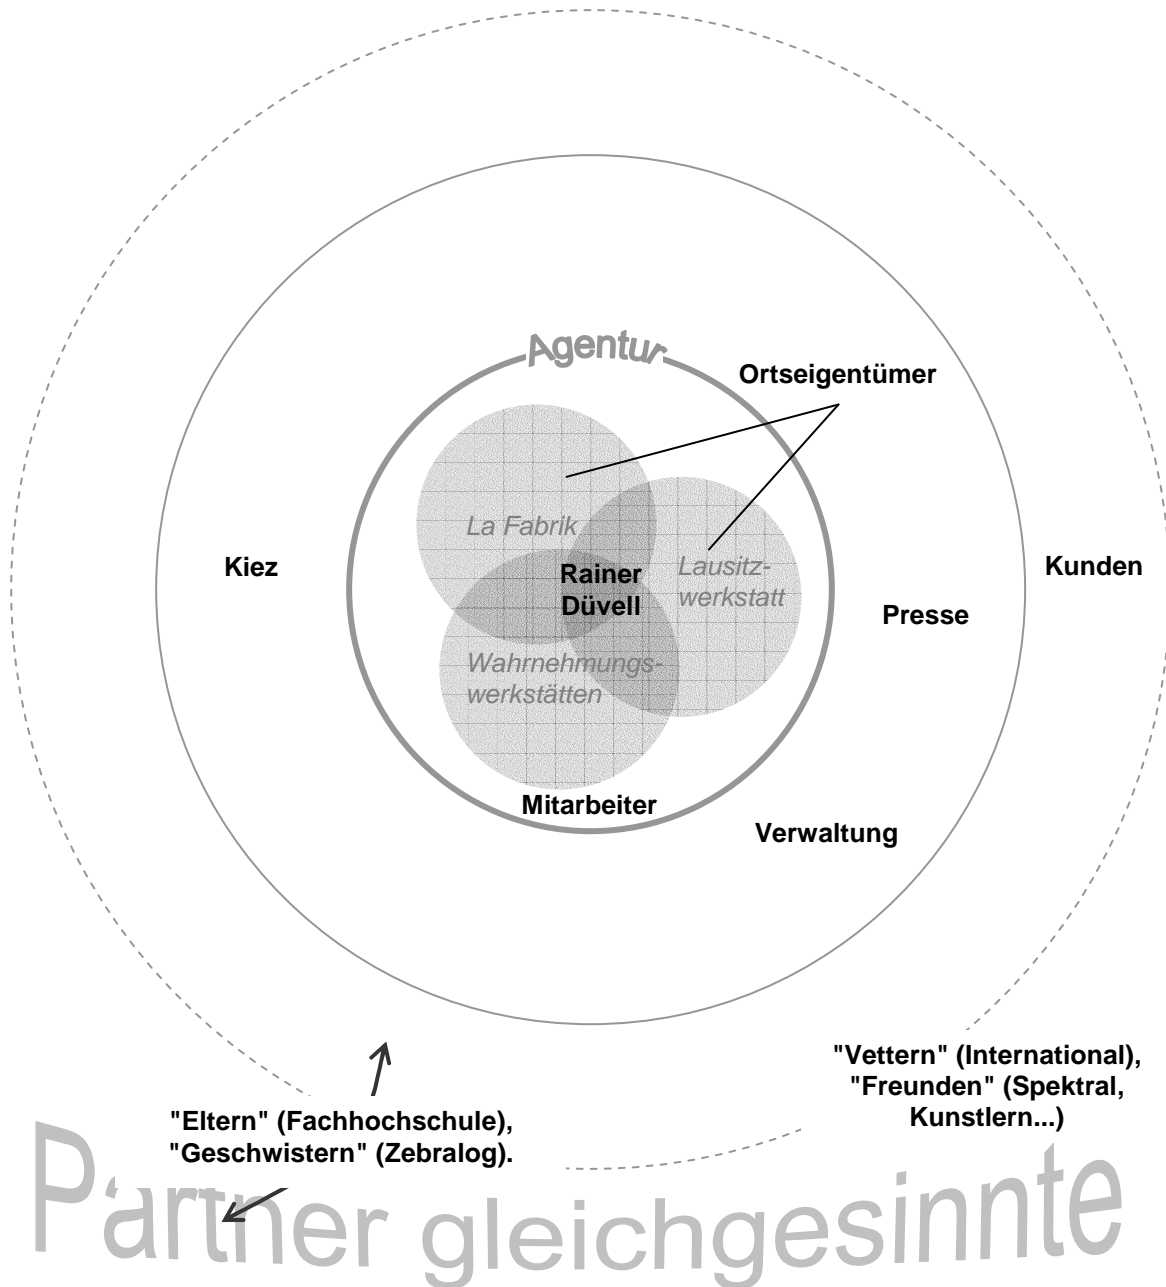 Agentur
Ortseigentümer
La Fabrik
Kiez
Rainer
Düvell
Lausitz-
werkstatt
Kunden
Presse
Wahrnehmungs-
werkstätten
Mitarbeiter
Verwaltung
"Vettern" (International),
"Freunden" (Spektral,
Kunstlern...)
"Eltern" (Fachhochschule),
"Geschwistern" (Zebralog).
Partner gleichgesinnte